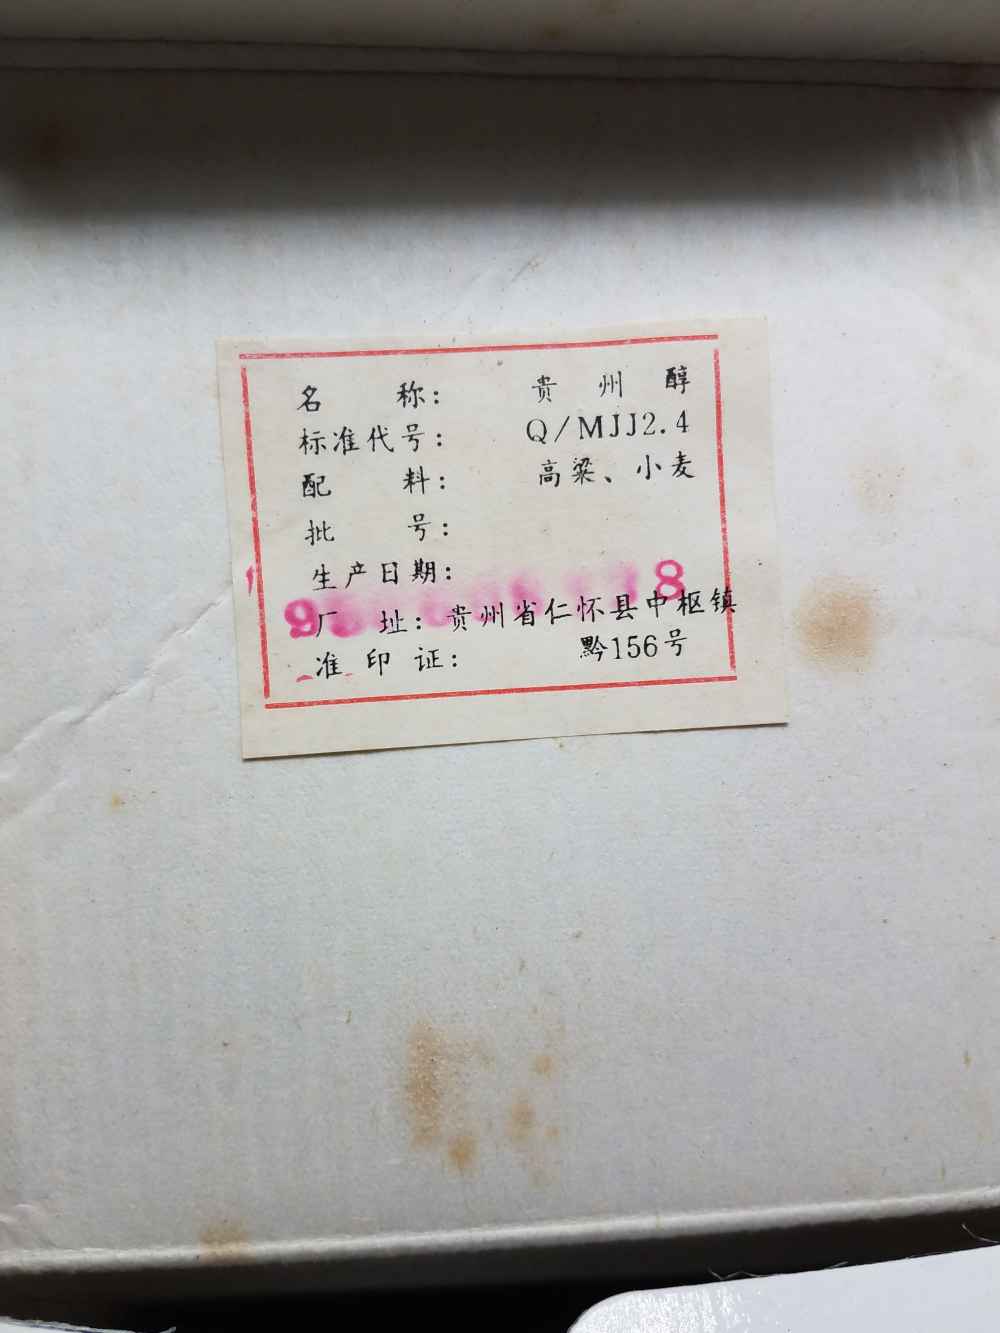 名 称: 贵 州 醇
标准代号: Q/MJJ2.4
配 料: 高粱、小麦
批 号:
生产日期:
厂 址: 贵州省仁怀县中枢镇
准 印 证: 黔156号